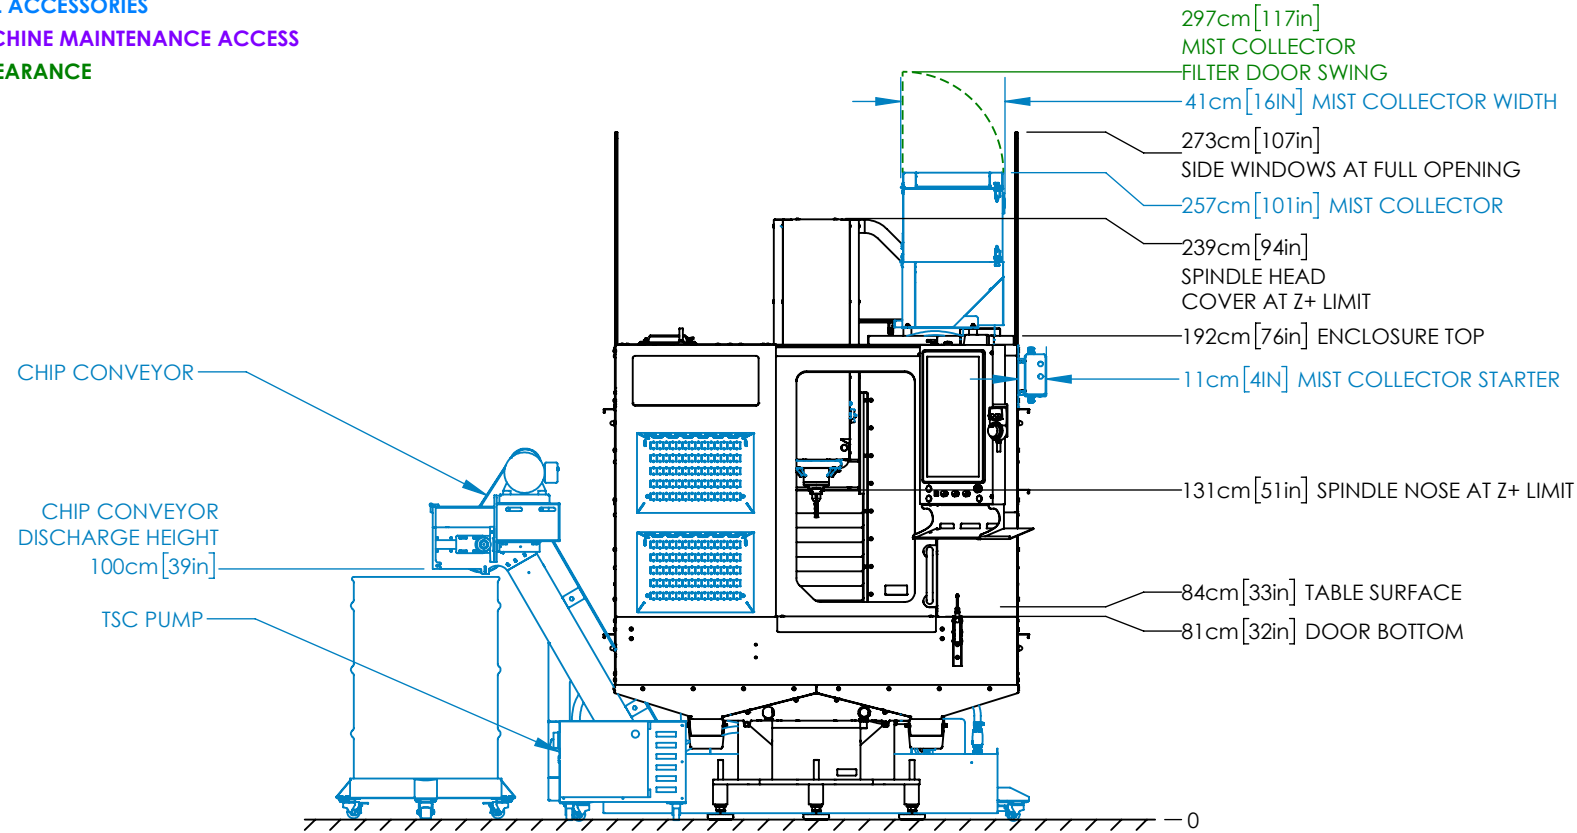 ACCESSORIES
CHINE MAINTENANCE ACCESS
EARANCE
297cm[117in]
MIST COLLECTOR
FILTER DOOR SWING
41cm[16IN] MIST COLLECTOR WIDTH
273cm[107in]
SIDE WINDOWS AT FULL OPENING
257cm[101in] MIST COLLECTOR
239cm[94in]
SPINDLE HEAD
COVER AT Z+ LIMIT
192cm[76in] ENCLOSURE TOP
11cm[4IN] MIST COLLECTOR STARTER
131cm[51in] SPINDLE NOSE AT Z+ LIMIT
84cm[33in] TABLE SURFACE
81cm[32in] DOOR BOTTOM
0
CHIP CONVEYOR
CHIP CONVEYOR
DISCHARGE HEIGHT
100cm[39in]
TSC PUMP